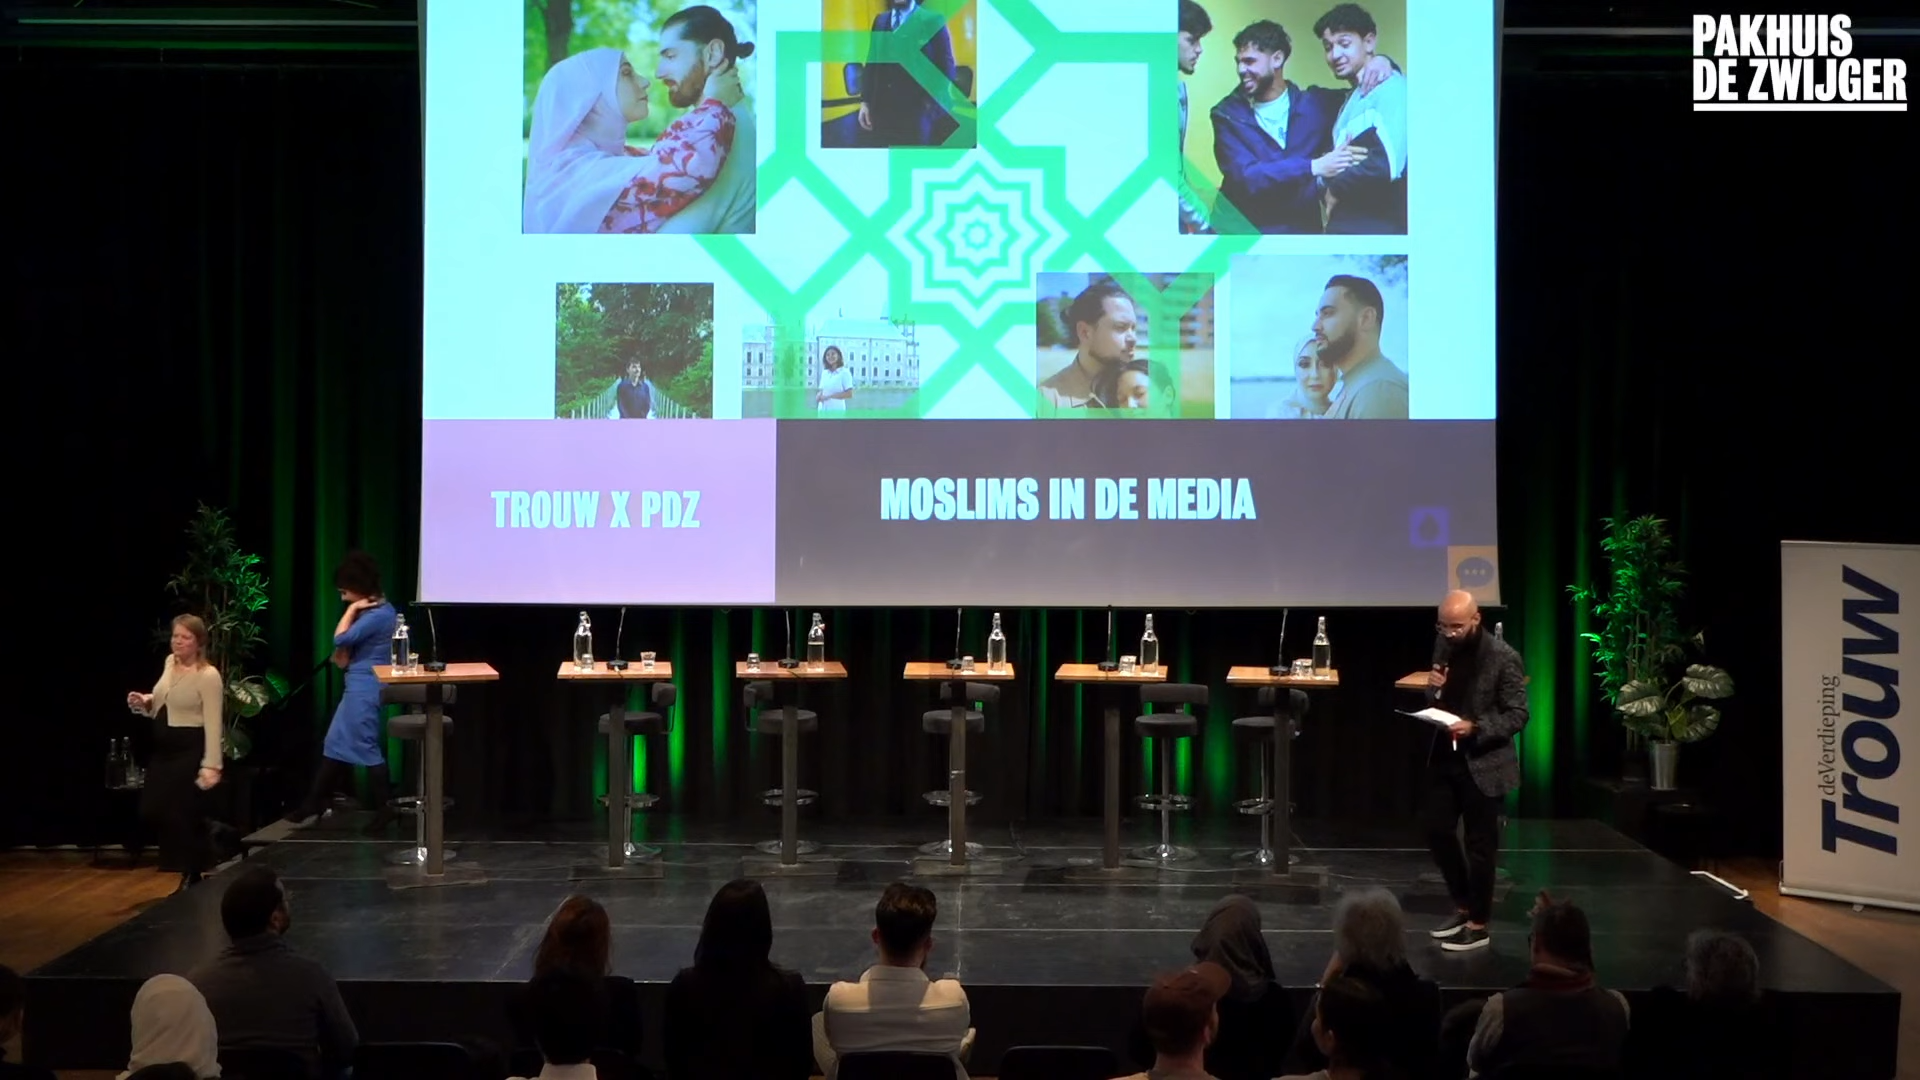 PAKHUIS
DE ZWIJGER
TROUW X PDZ
MOSLIMS IN DE MEDIA
deVerdieping
Trouw